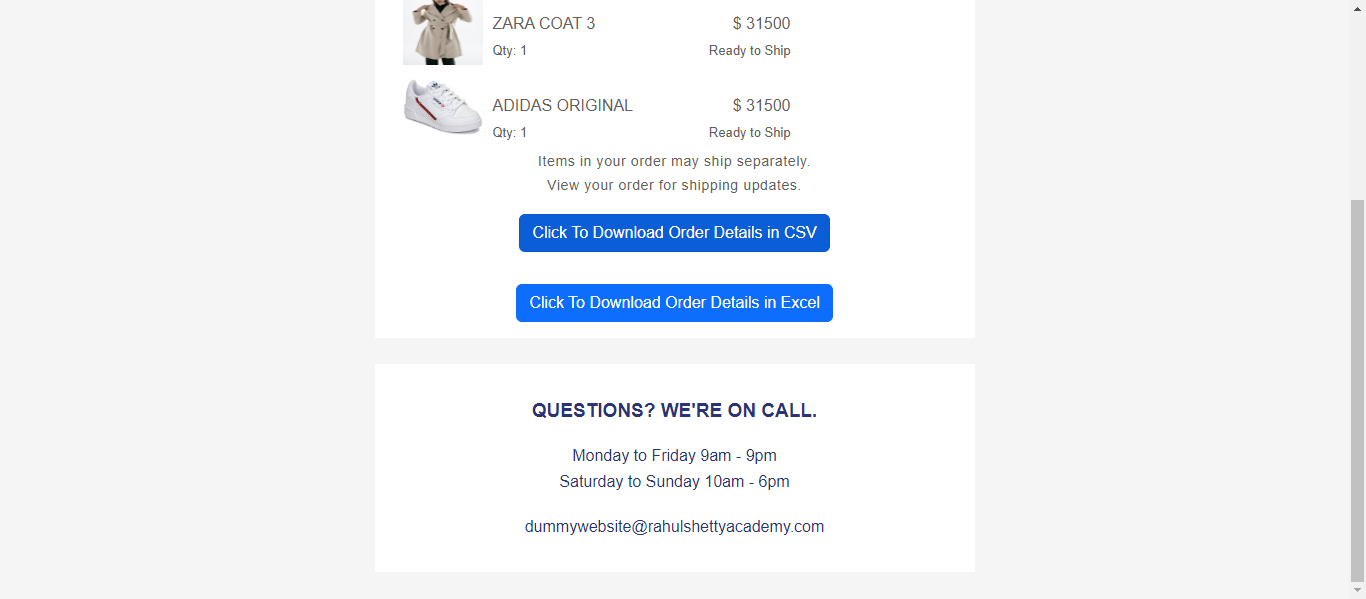 ZARA COAT 3 $ 31500
Qty: 1 Ready to Ship
ADIDAS ORIGINAL $ 31500
Qty: 1 Ready to Ship
Items in your order may ship separately.
View your order for shipping updates.
Click To Download Order Details in CSV
Click To Download Order Details in Excel
QUESTIONS? WE'RE ON CALL.
Monday to Friday 9am - 9pm
Saturday to Sunday 10am - 6pm
dummywebsite@rahulshettyacademy.com